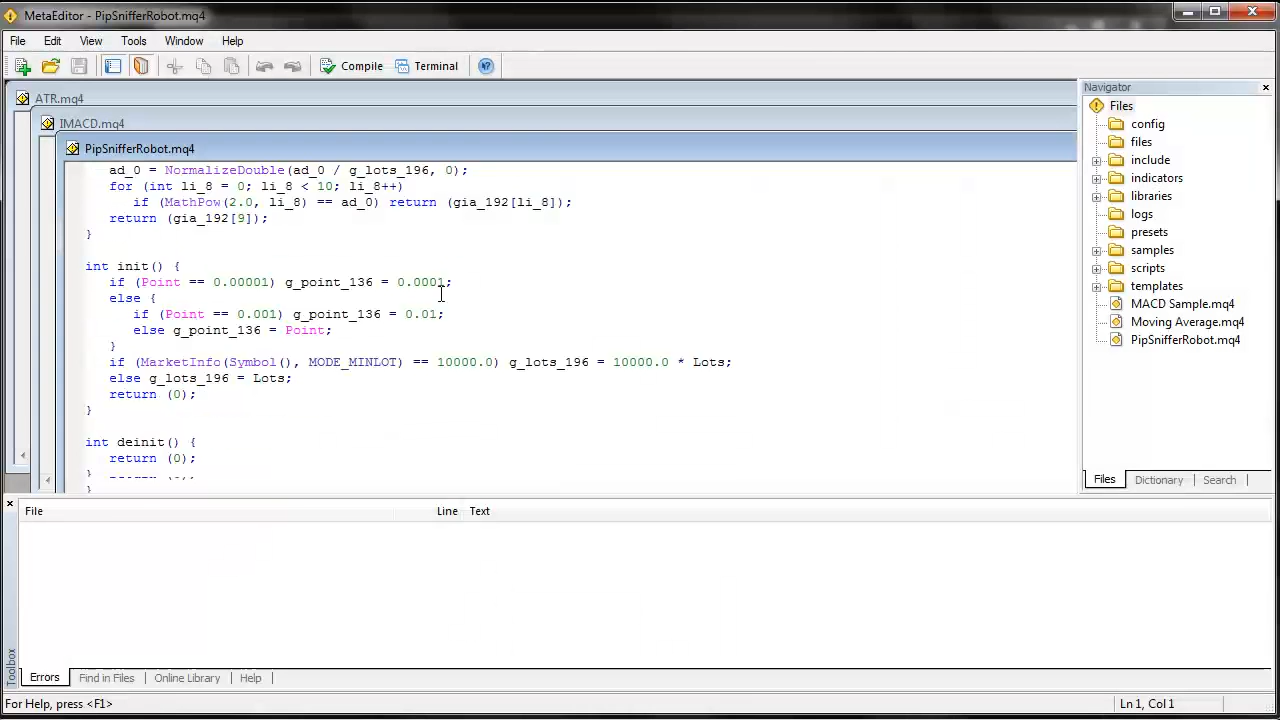 MetaEditor - PipSnifferRobot.mq4
File Edit View Tools Window Help
Compile Terminal
ATR.mq4
IMACD.mq4
PipSnifferRobot.mq4
ad_0 = NormalizeDouble(ad_0 / g_lots_196, 0);
for (int li_8 = 0; li_8 < 10; li_8++)
if (MathPow(2.0, li_8) == ad_0) return (gia_192[li_8]);
return (gia_192[9]);
}
int init() {
if (Point == 0.00001) g_point_136 = 0.0001;
else {
if (Point == 0.001) g_point_136 = 0.01;
else g_point_136 = Point;
}
if (MarketInfo(Symbol(), MODE_MINLOT) == 10000.0) g_lots_196 = 10000.0 * Lots;
else g_lots_196 = Lots;
return (0);
}
int deinit() {
return (0);
}
}
Navigator
Files
config
files
include
indicators
libraries
logs
presets
samples
scripts
templates
MACD Sample.mq4
Moving Average.mq4
PipSnifferRobot.mq4
Files Dictionary Search
File Line Text
Toolbox
Errors Find in Files Online Library Help
For Help, press <F1> Ln 1, Col 1